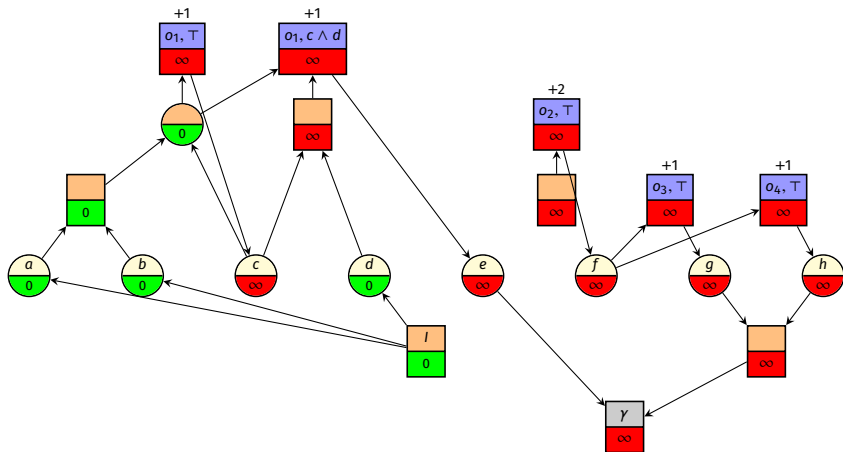 +1 +1
o₁, ⊤ o₁, c ∧ d
∞ ∞
+2
o₂, ⊤
0 ∞ ∞
+1 +1
o₃, ⊤ o₄, ⊤
0 ∞ ∞ ∞
a b c d e f g h
0 0 ∞ 0 ∞ ∞ ∞ ∞
I
0 ∞
γ
∞